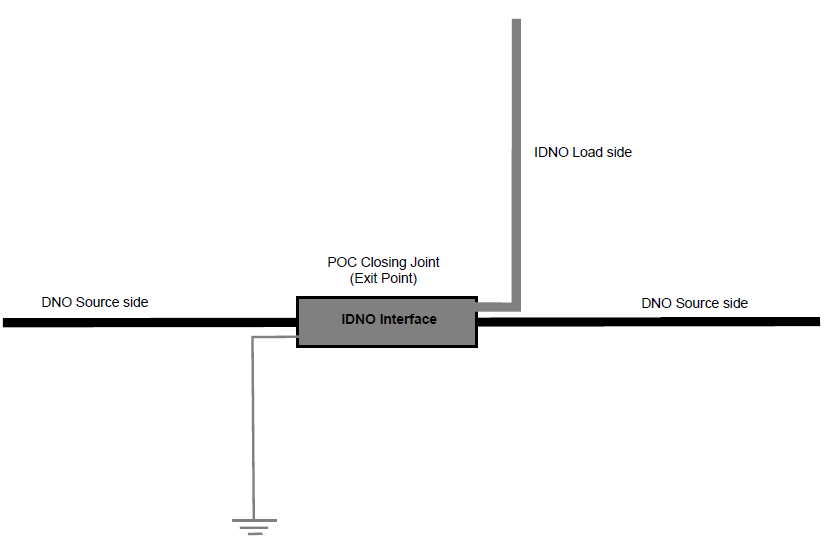 IDNO Load side
POC Closing Joint
(Exit Point)
DNO Source side
DNO Source side
IDNO Interface